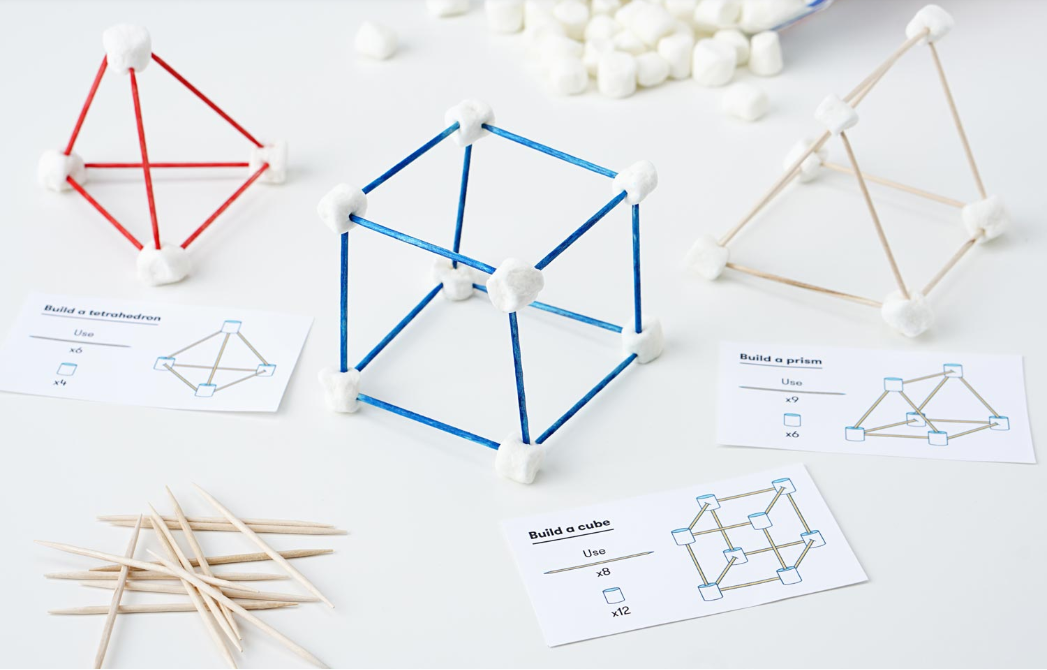 Build a tetrahedron
Use
x6
x4
Build a prism
Use
x9
x6
Build a cube
Use
x8
x12